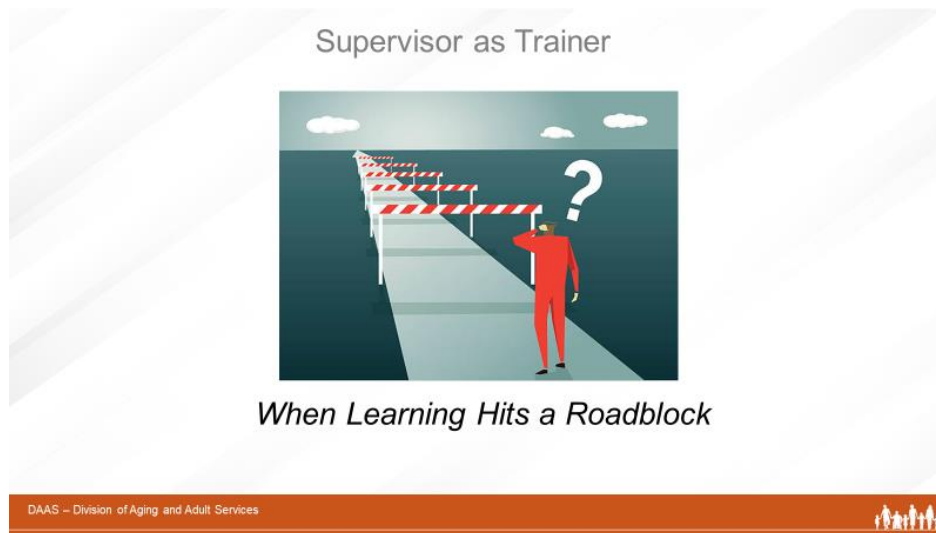 Supervisor as Trainer
?
When Learning Hits a Roadblock
DAAS – Division of Aging and Adult Services